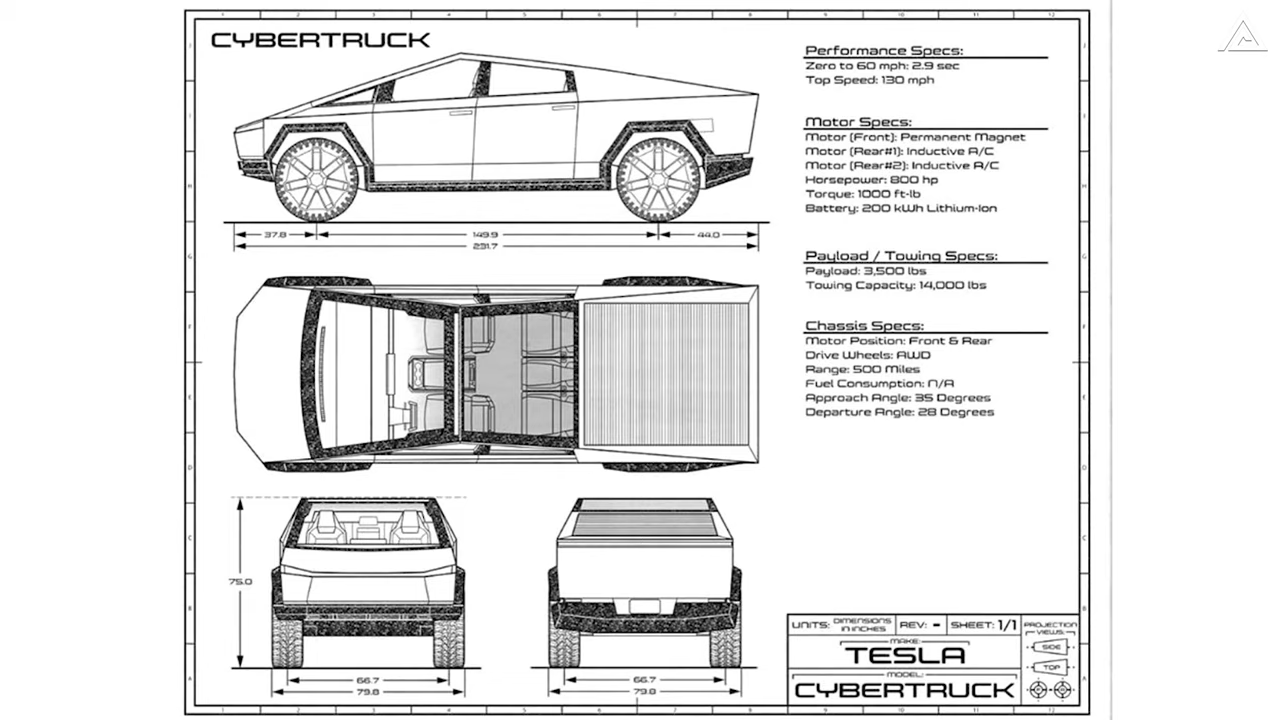 CYBERTRUCK
Performance Specs:
Zero to 60 mph: 2.9 sec
Top Speed: 130 mph
Motor Specs:
Motor (Front): Permanent Magnet
Motor (Rear#1): Inductive A/C
Motor (Rear#2): Inductive A/C
Horsepower: 800 hp
Torque: 1000 ft-lb
Battery: 200 kWh Lithium-Ion
37.8
149.9
44.0
231.7
Payload / Towing Specs:
Payload: 3,500 lbs
Towing Capacity: 14,000 lbs
Chassis Specs:
Motor Position: Front & Rear
Drive Wheels: AWD
Range: 500 Miles
Fuel Consumption: N/A
Approach Angle: 35 Degrees
Departure Angle: 28 Degrees
75.0
66.7
79.8
66.7
79.8
UNITS: DIMENSIONS IN INCHES
REV: -
SHEET: 1/1
MAKE:
TESLA
MODEL:
CYBERTRUCK
PROJECTION
VIEWS:
SIDE
TOP